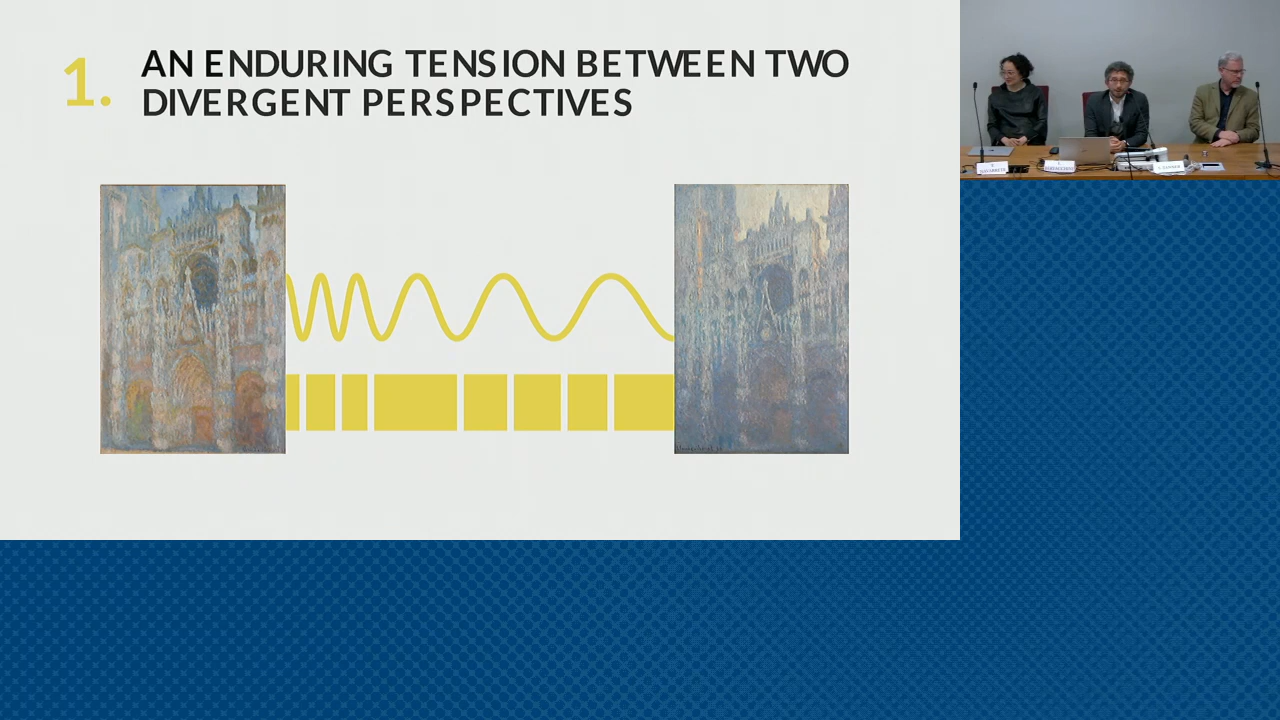 1.
AN ENDURING TENSION BETWEEN TWO
DIVERGENT PERSPECTIVES